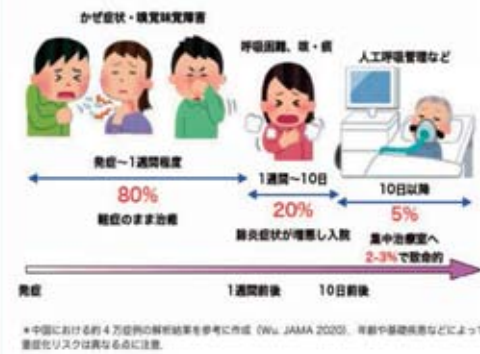 かぜ症状・嗅覚味覚障害
呼吸困難、咳・痰
人工呼吸管理など
発症〜1週間程度
80%
軽症のまま治癒
1週間〜10日
20%
肺炎症状が増悪し入院
10日以降
5%
集中治療室へ
2-3%で致命的
発症
1週間前後
10日前後
*中国における約4万症例の解析結果を参考に作成（Wu. JAMA 2020）．年齢や基礎疾患などによって
重症化リスクは異なる点に注意．